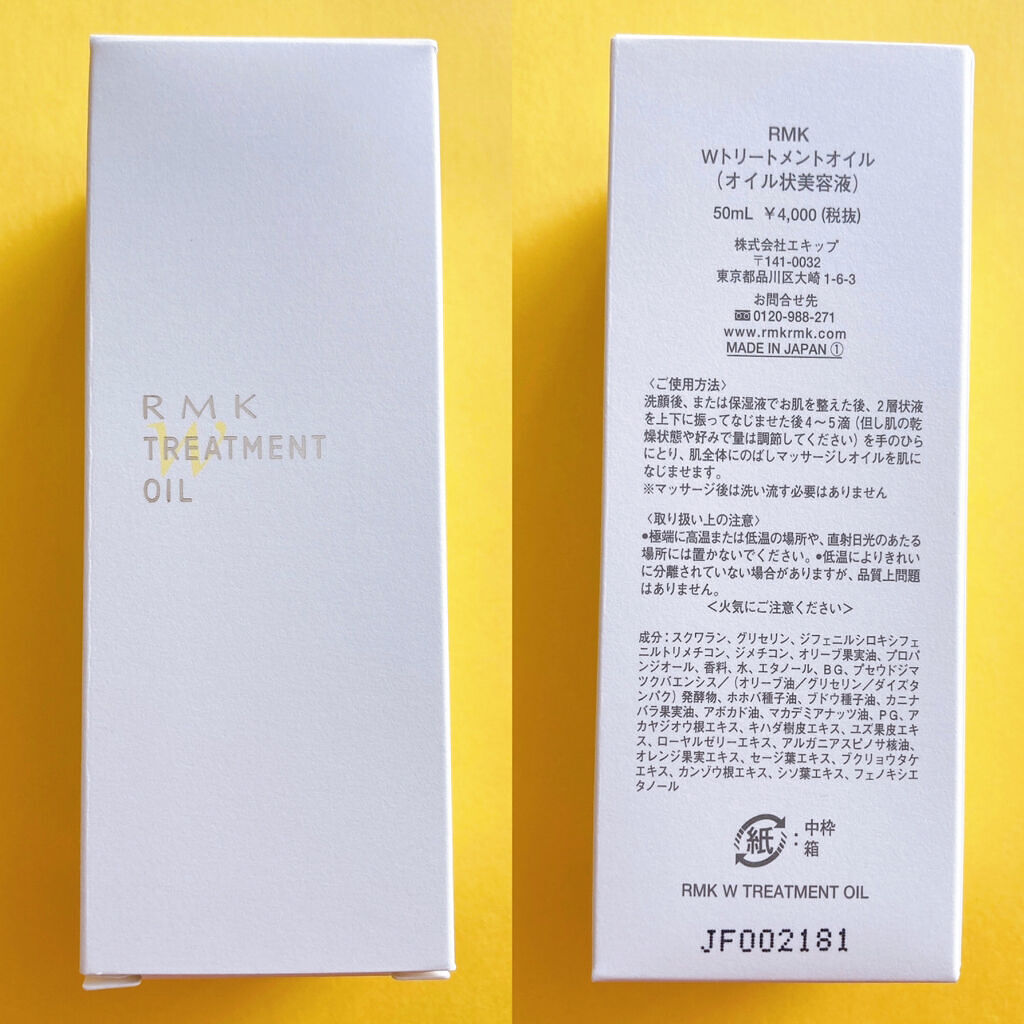 RMK
W
TREATMENT
OIL
RMK
Wトリートメントオイル
(オイル状美容液)
50mL ¥4,000(税抜)
株式会社エキップ
〒141-0032
東京都品川区大崎1-6-3
お問合せ先
0120-988-271
www.rmkrmk.com
MADE IN JAPAN ①
〈ご使用方法〉
洗顔後、または保湿液でお肌を整えた後、2層状液
を上下に振ってなじませた後4〜5滴(但し肌の乾
燥状態や好みで量は調節してください)を手のひら
にとり、肌全体にのばしマッサージしオイルを肌に
なじませます。
※マッサージ後は洗い流す必要はありません
〈取り扱い上の注意〉
●極端に高温または低温の場所や、直射日光のあたる
場所には置かないでください。●低温によりきれい
に分離されていない場合がありますが、品質上問題
はありません。
＜火気にご注意ください＞
成分：スクワラン、グリセリン、ジフェニルシロキシフェ
ニルトリメチコン、ジメチコン、オリーブ果実油、プロパ
ンジオール、香料、水、エタノール、BG、プセウドジマ
ツクバエンシス／(オリーブ油／グリセリン／ダイズタ
ンパク)発酵物、ホホバ種子油、ブドウ種子油、カニナ
バラ果実油、アボカド油、マカデミアナッツ油、PG、ア
カヤジオウ根エキス、キハダ樹皮エキス、ユズ果皮エキ
ス、ローヤルゼリーエキス、アルガニアスピノサ核油、
オレンジ果実エキス、セージ葉エキス、ブクリョウタケ
エキス、カンゾウ根エキス、シソ葉エキス、フェノキシエ
タノール
紙：中枠
箱
RMK W TREATMENT OIL
JF002181